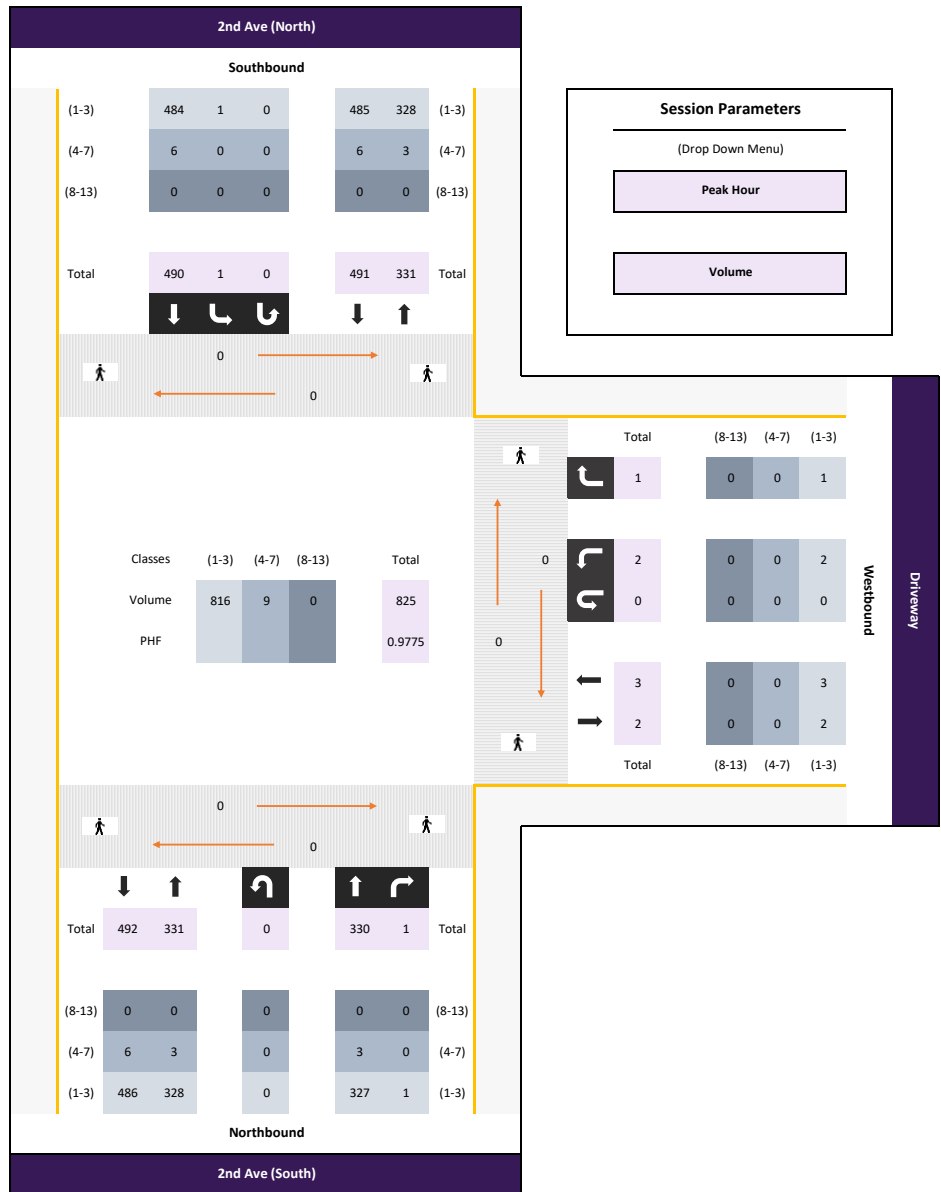 2nd Ave (North)
Southbound
(1-3) 484 1 0 485 328 (1-3)
Session Parameters
(4-7) 6 0 0 6 3 (4-7)
(Drop Down Menu)
(8-13) 0 0 0 0 0 (8-13)
Peak Hour
Total 490 1 0 491 331 Total
Volume
0
0
Total (8-13) (4-7) (1-3)
1 0 0 1
Classes (1-3) (4-7) (8-13) Total
0 2 0 0 2
Volume 816 9 0 825
0 0 0 0
PHF 0.9775
0
Westbound
Driveway
3 0 0 3
2 0 0 2
Total (8-13) (4-7) (1-3)
0
0
Total 492 331 0 330 1 Total
(8-13) 0 0 0 0 0 (8-13)
(4-7) 6 3 0 3 0 (4-7)
(1-3) 486 328 0 327 1 (1-3)
Northbound
2nd Ave (South)